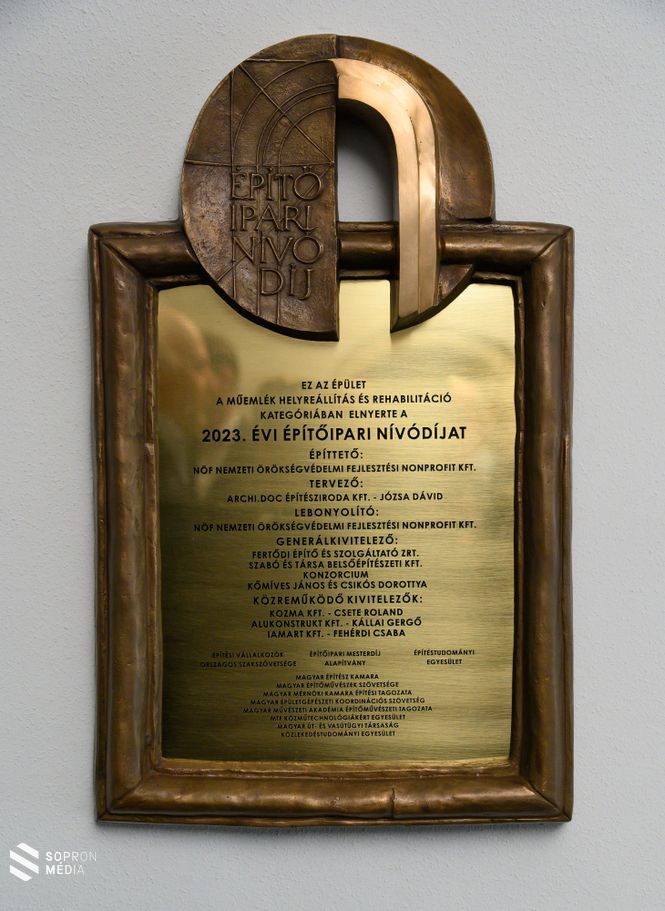 ÉPÍTŐ
IPARI
NÍVÓ
DÍJ
EZ AZ ÉPÜLET
A MŰEMLÉK HELYREÁLLÍTÁS ÉS REHABILITÁCIÓ
KATEGÓRIÁBAN ELNYERTE A
2023. ÉVI ÉPÍTŐIPARI NÍVÓDÍJAT
ÉPÍTTETŐ:
NÖF NEMZETI ÖRÖKSÉGVÉDELMI FEJLESZTÉSI NONPROFIT KFT.
TERVEZŐ:
ARCHI.DOC ÉPÍTÉSZIRODA KFT. - JÓZSA DÁVID
LEBONYOLÍTÓ:
NÖF NEMZETI ÖRÖKSÉGVÉDELMI FEJLESZTÉSI NONPROFIT KFT.
GENERÁLKIVITELEZŐ:
FERTŐDI ÉPÍTŐ ÉS SZOLGÁLTATÓ ZRT.
SZABÓ ÉS TÁRSA BELSŐÉPÍTÉSZETI KFT.
KONZORCIUM
KŐMÍVES JÁNOS ÉS CSIKÓS DOROTTYA
KÖZREMŰKÖDŐ KIVITELEZŐK:
KOZMA KFT. - CSETE ROLAND
ALUKONSTRUKT KFT. - KÁLLAI GERGŐ
IAMART KFT. - FEHÉRDI CSABA
ÉPÍTÉSI VÁLLALKOZÓK ÉPÍTŐIPARI MESTERDÍJ ÉPÍTÉSTUDOMÁNYI
ORSZÁGOS SZAKSZÖVETSÉGE ALAPÍTVÁNY EGYESÜLET
MAGYAR ÉPÍTÉSZ KAMARA
MAGYAR ÉPÍTŐMŰVÉSZEK SZÖVETSÉGE
MAGYAR MÉRNÖKI KAMARA ÉPÍTÉSI TAGOZATA
MAGYAR ÉPÜLETGÉPÉSZETI KOORDINÁCIÓS SZÖVETSÉG
MAGYAR MŰVÉSZETI AKADÉMIA ÉPÍTŐMŰVÉSZETI TAGOZATA
MTF KÖZMŰTECHNOLÓGIÁKÉRT EGYESÜLET
MAGYAR ÚT- ÉS VASÚTÜGYI TÁRSASÁG
KÖZLEKEDÉSTUDOMÁNYI EGYESÜLET
SOPRON
MÉDIA